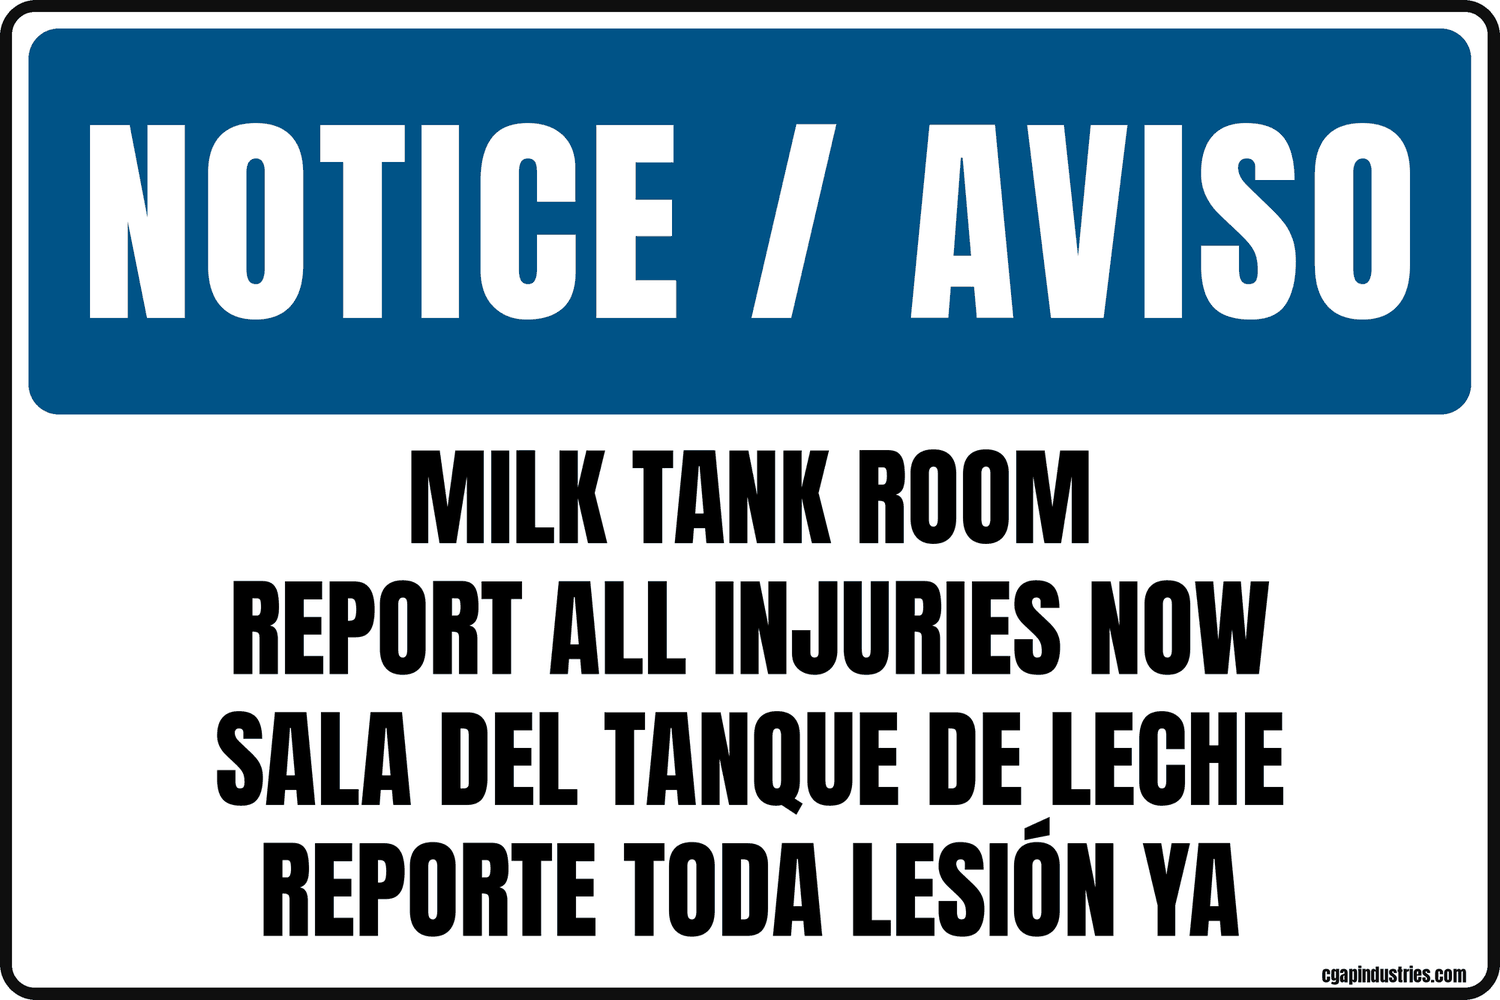 NOTICE / AVISO
MILK TANK ROOM
REPORT ALL INJURIES NOW
SALA DEL TANQUE DE LECHE
REPORTE TODA LESIÓN YA
cgapindustries.com